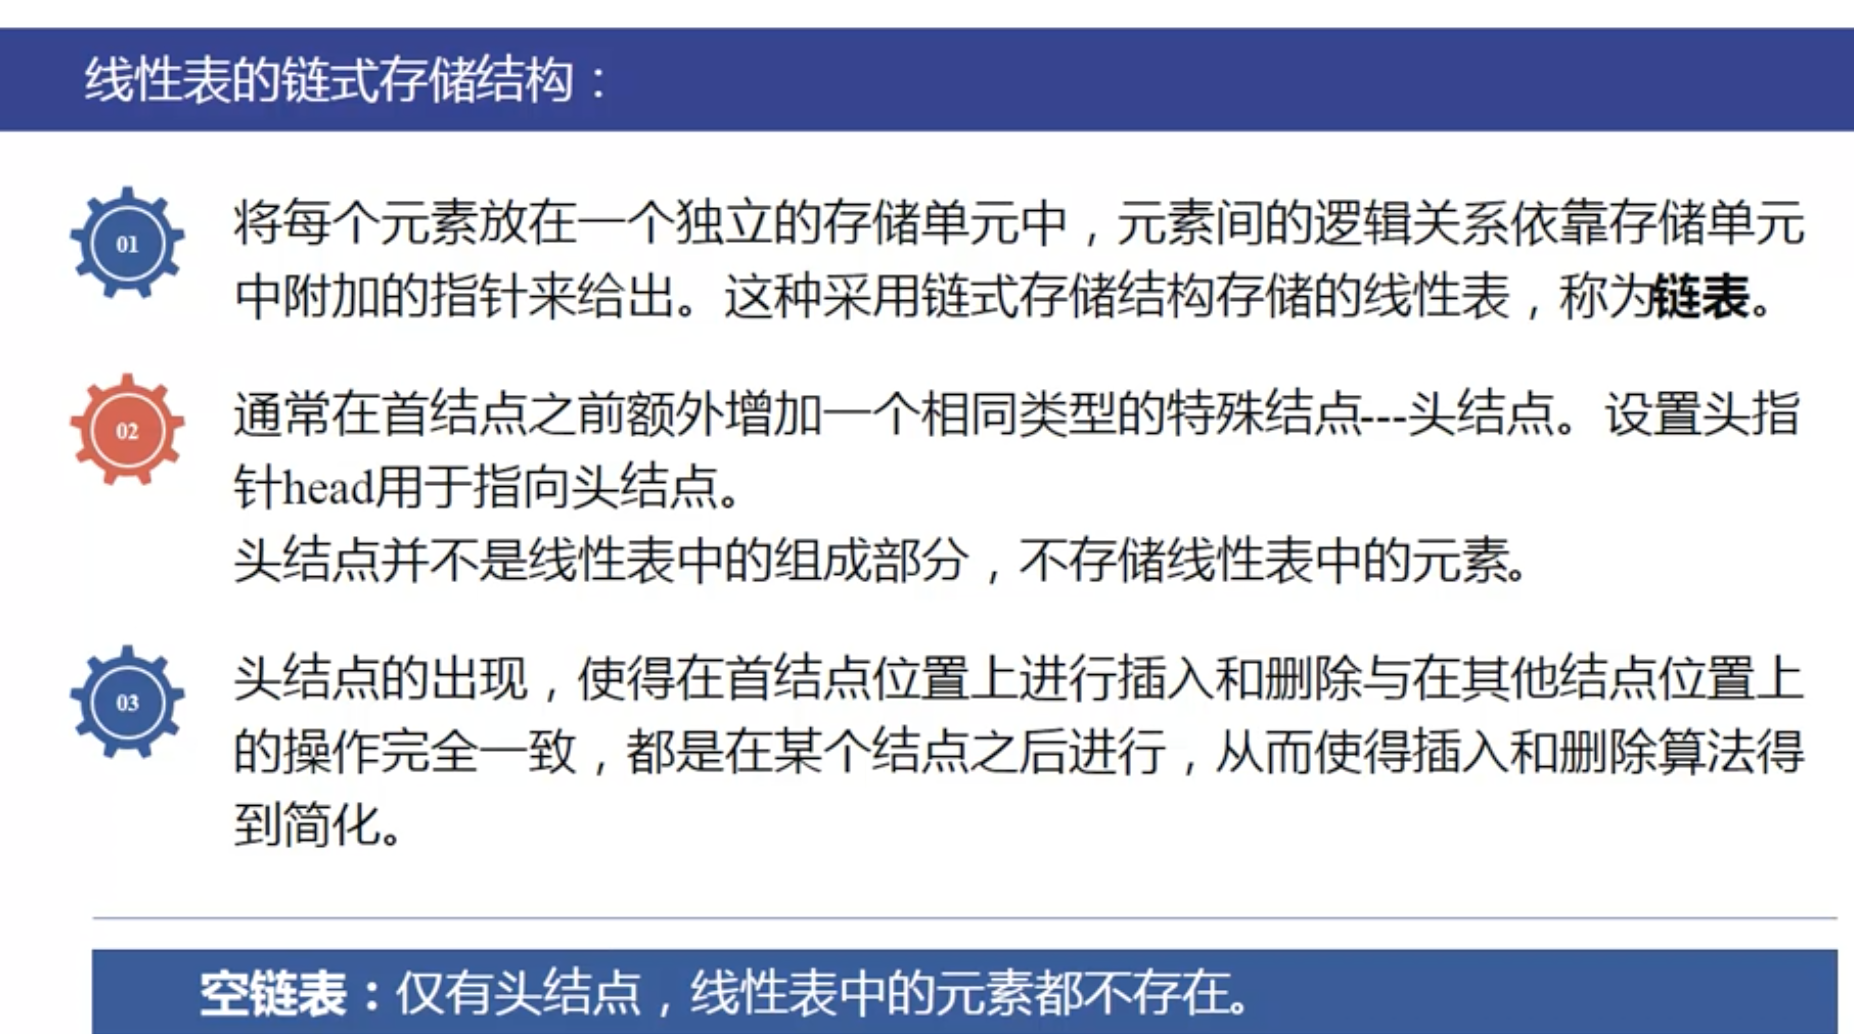 线性表的链式存储结构：
01
将每个元素放在一个独立的存储单元中，元素间的逻辑关系依靠存储单元
中附加的指针来给出。这种采用链式存储结构存储的线性表，称为链表。
02
通常在首结点之前额外增加一个相同类型的特殊结点---头结点。设置头指
针head用于指向头结点。
头结点并不是线性表中的组成部分，不存储线性表中的元素。
03
头结点的出现，使得在首结点位置上进行插入和删除与在其他结点位置上
的操作完全一致，都是在某个结点之后进行，从而使得插入和删除算法得
到简化。
空链表：仅有头结点，线性表中的元素都不存在。